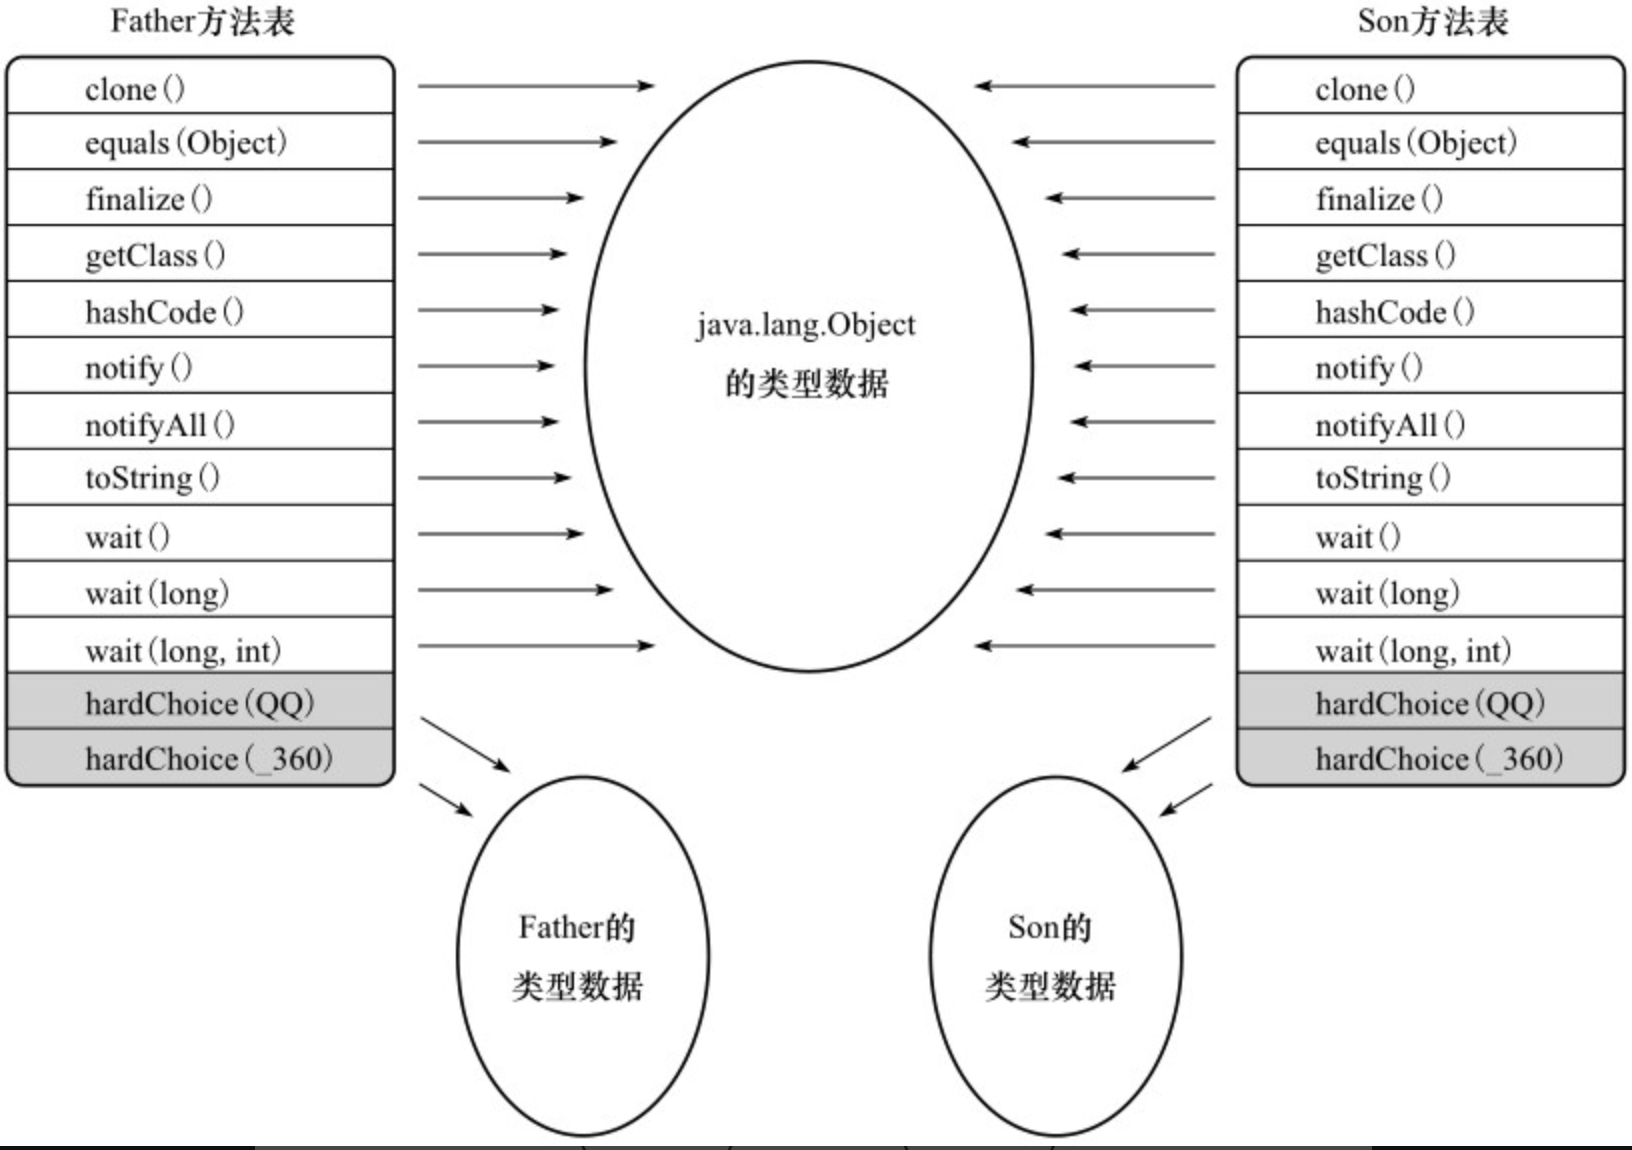 Father方法表
clone()
equals(Object)
finalize()
getClass()
hashCode()
notify()
notifyAll()
toString()
wait()
wait(long)
wait(long, int)
hardChoice(QQ)
hardChoice(_360)
java.lang.Object
的类型数据
Father的
类型数据
Son的
类型数据
Son方法表
clone()
equals(Object)
finalize()
getClass()
hashCode()
notify()
notifyAll()
toString()
wait()
wait(long)
wait(long, int)
hardChoice(QQ)
hardChoice(_360)